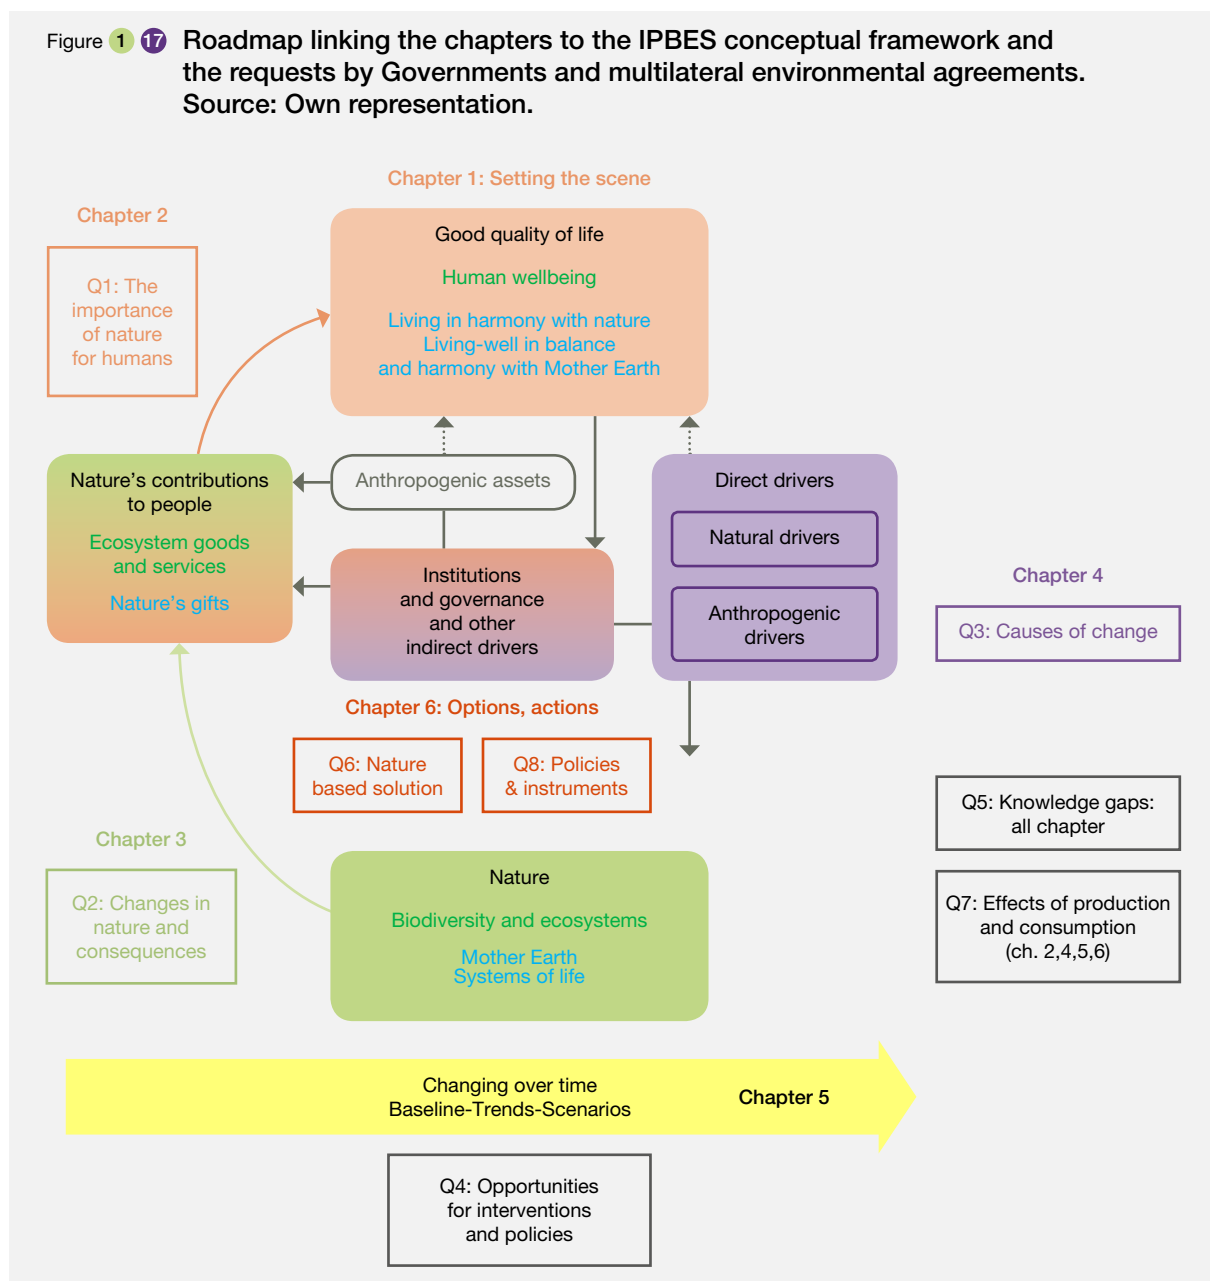 Figure 1 17 Roadmap linking the chapters to the IPBES conceptual framework and
the requests by Governments and multilateral environmental agreements.
Source: Own representation.
Chapter 1: Setting the scene
Chapter 2
Q1: The
importance
of nature
for humans
Good quality of life
Human wellbeing
Living in harmony with nature
Living-well in balance
and harmony with Mother Earth
Nature's contributions
to people
Ecosystem goods
and services
Nature's gifts
Anthropogenic assets
Institutions
and governance
and other
indirect drivers
Direct drivers
Natural drivers
Anthropogenic
drivers
Chapter 4
Q3: Causes of change
Chapter 6: Options, actions
Q6: Nature
based solution
Q8: Policies
& instruments
Q5: Knowledge gaps:
all chapter
Q7: Effects of production
and consumption
(ch. 2,4,5,6)
Chapter 3
Q2: Changes in
nature and
consequences
Nature
Biodiversity and ecosystems
Mother Earth
Systems of life
Changing over time
Baseline-Trends-Scenarios
Chapter 5
Q4: Opportunities
for interventions
and policies